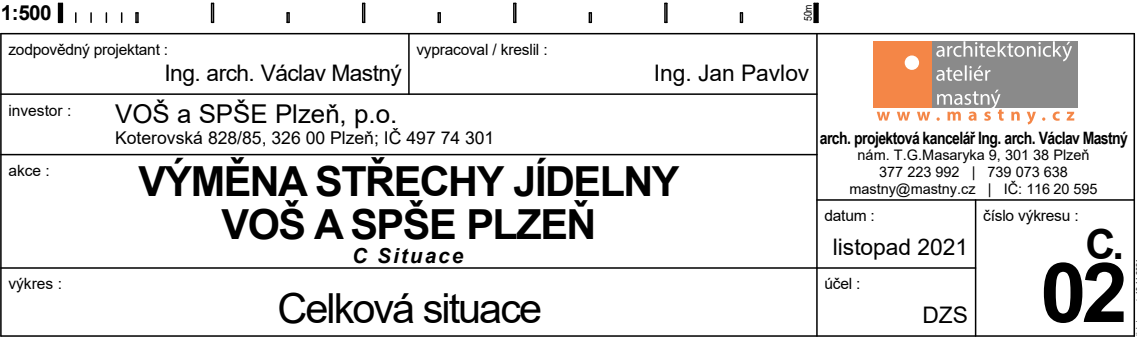 1:500
50m
zodpovědný projektant :
Ing. arch. Václav Mastný
vypracoval / kreslil :
Ing. Jan Pavlov
investor :
VOŠ a SPŠE Plzeň, p.o.
Koterovská 828/85, 326 00 Plzeň; IČ 497 74 301
akce :
VÝMĚNA STŘECHY JÍDELNY
VOŠ A SPŠE PLZEŇ
C Situace
výkres :
Celková situace
architektonický
ateliér
mastný
www.mastny.cz
arch. projektová kancelář Ing. arch. Václav Mastný
nám. T.G.Masaryka 9, 301 38 Plzeň
377 223 992 | 739 073 638
mastny@mastny.cz | IČ: 116 20 595
datum :
listopad 2021
účel :
DZS
číslo výkresu :
C.
02